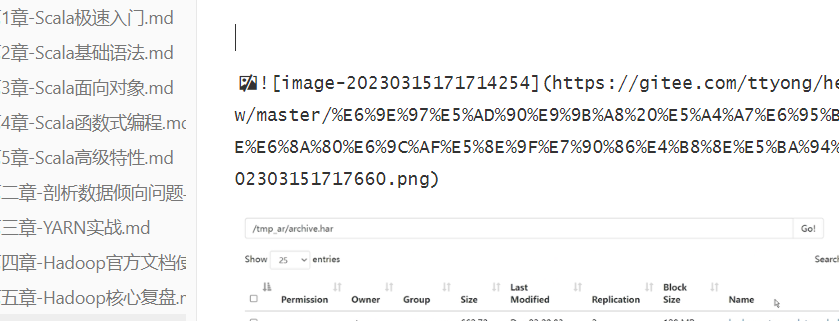 1章-Scala极速入门.md
2章-Scala基础语法.md
3章-Scala面向对象.md
4章-Scala函数式编程.mc
5章-Scala高级特性.md
二章-剖析数据倾向问题
三章-YARN实战.md
四章-Hadoop官方文档使
五章-Hadoop核心复盘.r
![image-20230315171714254](https://gitee.com/ttyong/he
w/master/%E6%9E%97%E5%AD%90%E9%9B%A8%20%E5%A4%A7%E6%95%B
E%E6%8A%80%E6%9C%AF%E5%8E%9F%E7%90%86%E4%B8%8E%E5%BA%94%
02303151717660.png)
/tmp_ar/archive.har Go!
Show 25 entries Search
Permission Owner Group Size Last Modified Replication Block Size Name